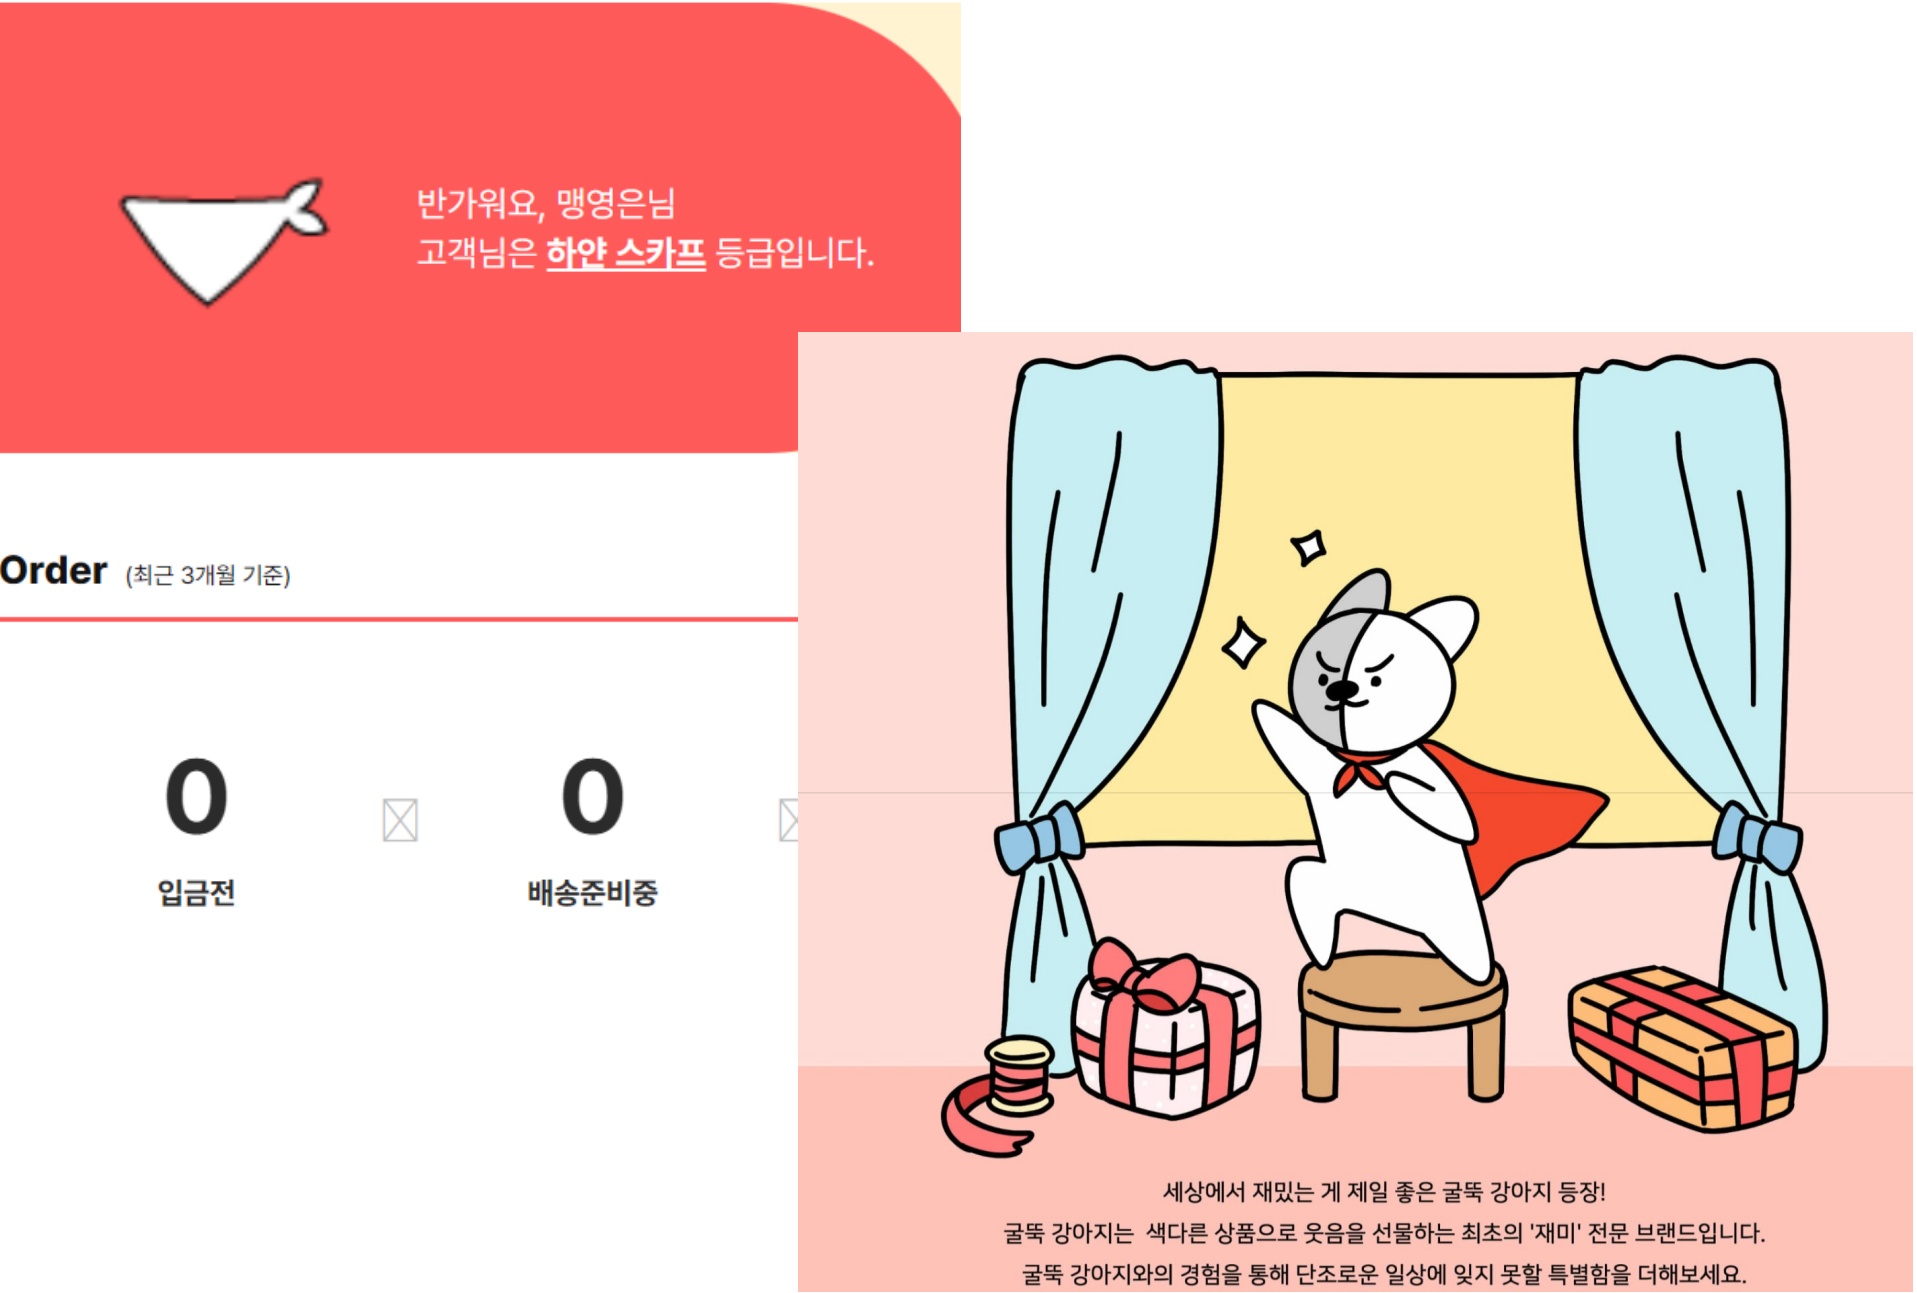 반가워요, 맹영은님
고객님은 하얀 스카프 등급입니다.
Order (최근 3개월 기준)
0
0
입금전
배송준비중
세상에서 재밌는 게 제일 좋은 굴뚝 강아지 등장!
굴뚝 강아지는 색다른 상품으로 웃음을 선물하는 최초의 '재미' 전문 브랜드입니다.
굴뚝 강아지와의 경험을 통해 단조로운 일상에 잊지 못할 특별함을 더해보세요.